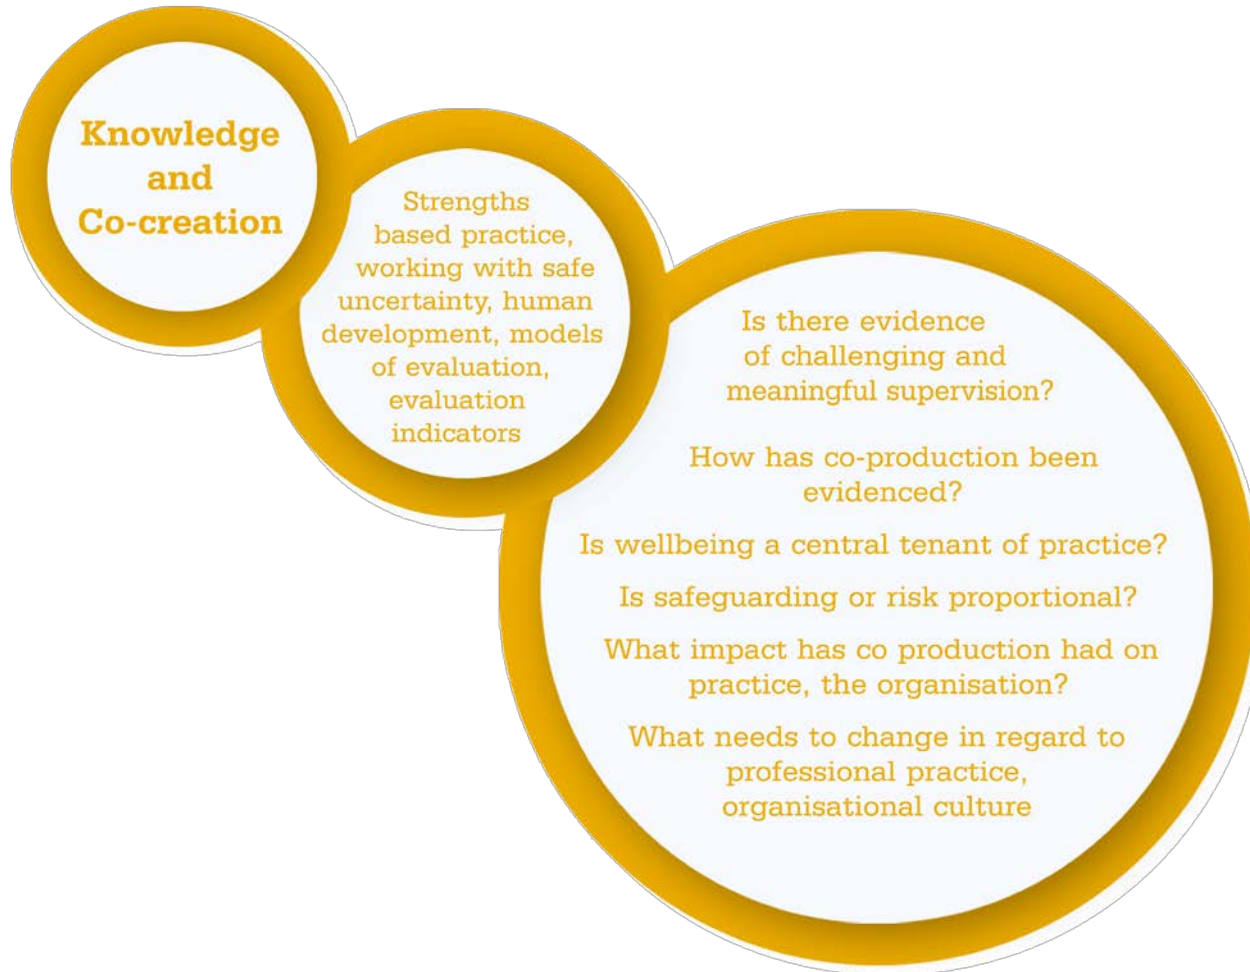 Knowledge
and
Co-creation
Strengths
based practice,
working with safe
uncertainty, human
development, models
of evaluation,
evaluation
indicators
Is there evidence
of challenging and
meaningful supervision?
How has co-production been
evidenced?
Is wellbeing a central tenant of practice?
Is safeguarding or risk proportional?
What impact has co production had on
practice, the organisation?
What needs to change in regard to
professional practice,
organisational culture